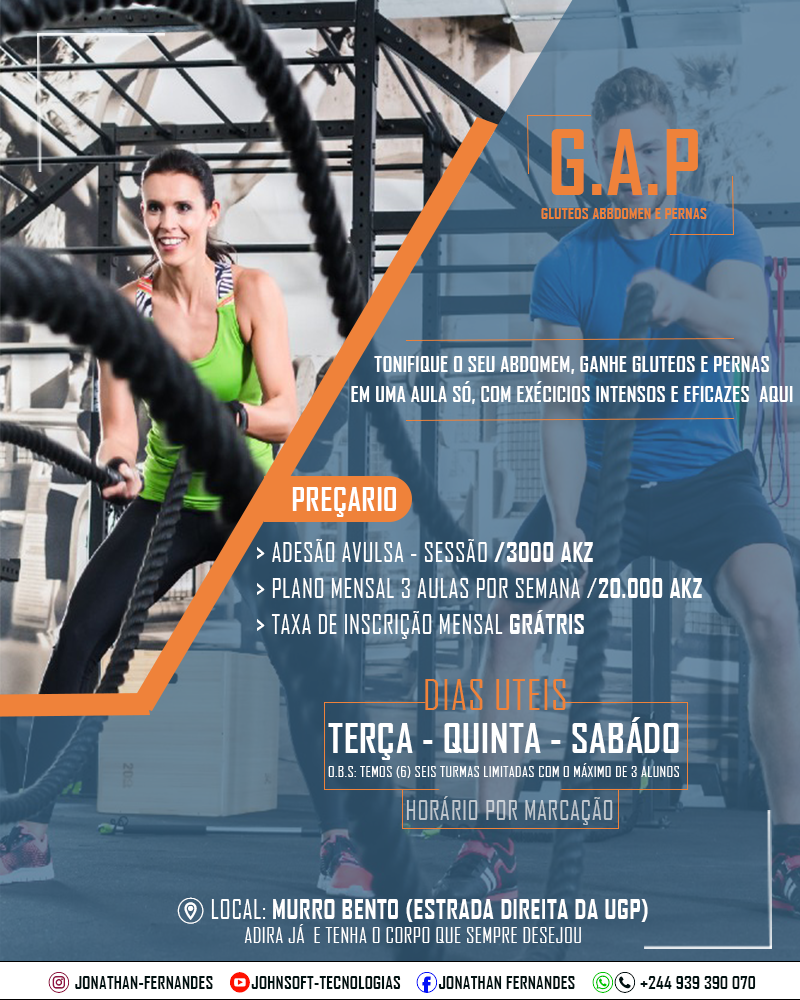 G.A.P
GLUTEOS ABBDOMEN E PERNAS
TONIFIQUE O SEU ABDOMEM, GANHE GLUTEOS E PERNAS
EM UMA AULA SÓ, COM EXÉCICIOS INTENSOS E EFICAZES AQUI
PREÇARIO
> ADESÃO AVULSA - SESSÃO /3000 AKZ
> PLANO MENSAL 3 AULAS POR SEMANA /20.000 AKZ
> TAXA DE INSCRIÇÃO MENSAL GRÁTRIS
DIAS UTEIS
TERÇA - QUINTA - SABÁDO
O.B.S: TEMOS (6) SEIS TURMAS LIMITADAS COM O MÁXIMO DE 3 ALUNOS
HORÁRIO POR MARCAÇÃO
LOCAL: MURRO BENTO (ESTRADA DIREITA DA UGP)
ADIRA JÁ E TENHA O CORPO QUE SEMPRE DESEJOU
JONATHAN-FERNANDES JOHNSOFT-TECNOLOGIAS JONATHAN FERNANDES +244 939 390 070